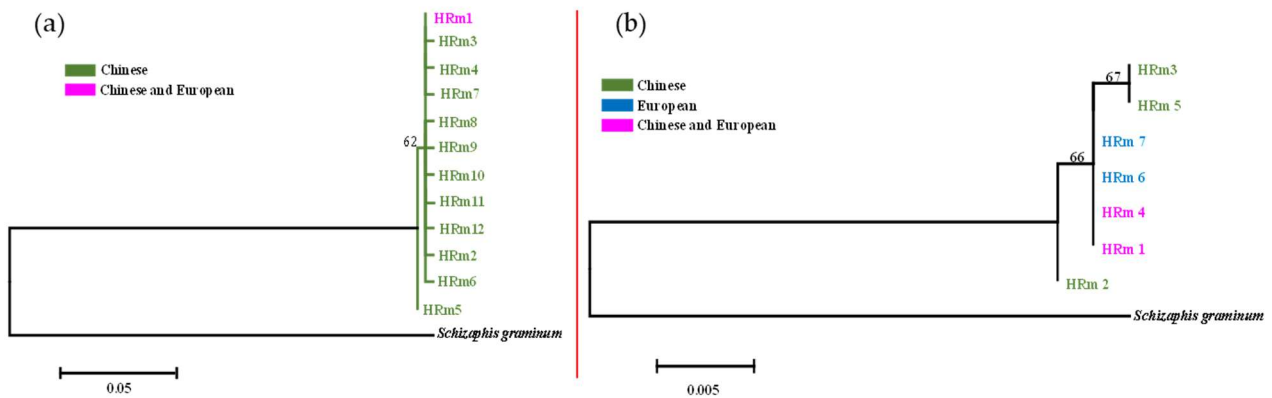 (a)
Chinese
Chinese and European
HRm1
HRm3
HRm4
HRm7
HRm8
62
HRm9
HRm10
HRm11
HRm12
HRm2
HRm6
HRm5
Schizaphis graminum
0.05
(b)
Chinese
European
Chinese and European
67
HRm3
HRm 5
HRm 7
66
HRm 6
HRm 4
HRm 1
HRm 2
Schizaphis graminum
0.005